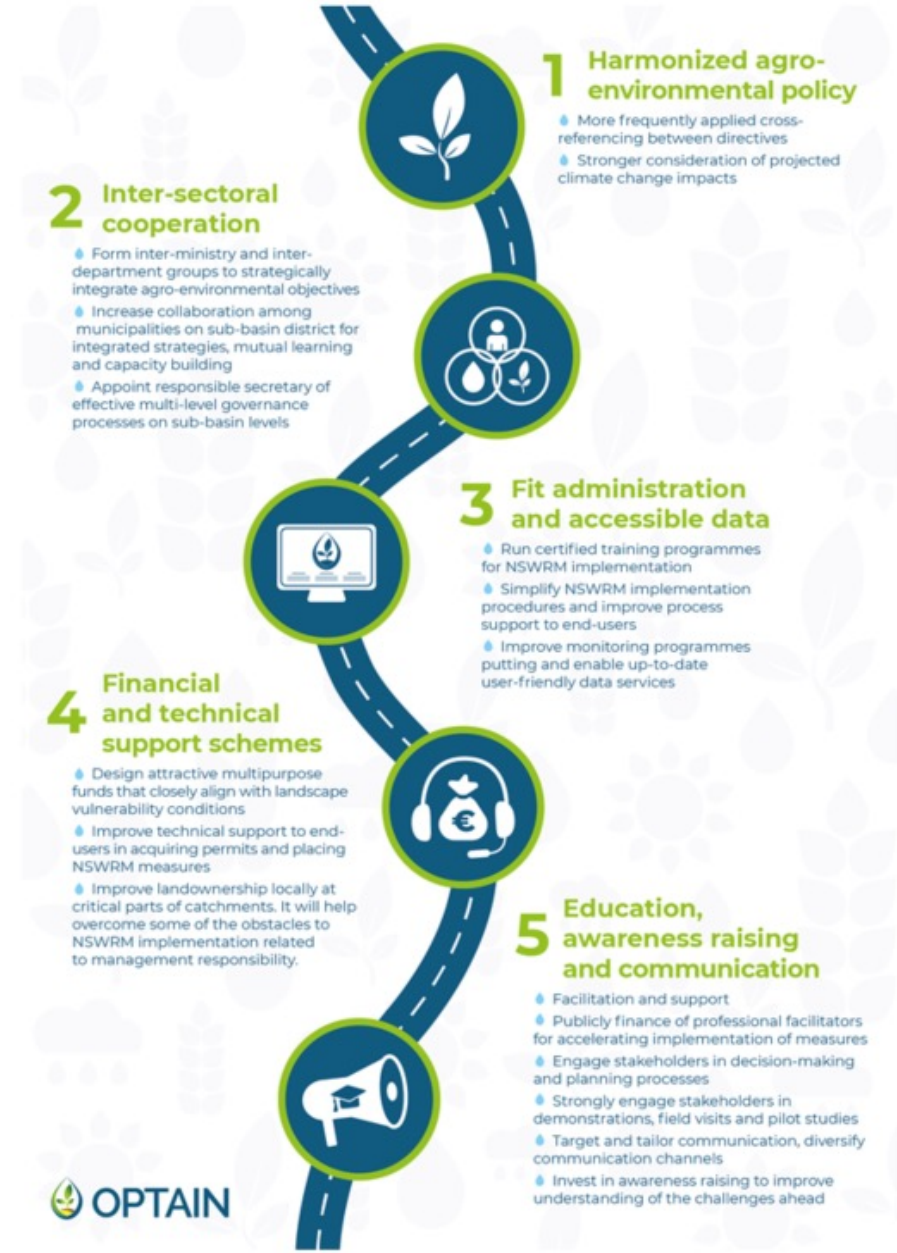 1 Harmonized agro-
environmental policy
More frequently applied cross-
referencing between directives
Stronger consideration of projected
climate change impacts
2 Inter-sectoral
cooperation
Form inter-ministry and inter-
department groups to strategically
integrate agro-environmental objectives
Increase collaboration among
municipalities on sub-basin district for
integrated strategies, mutual learning
and capacity building
Appoint responsible secretary of
effective multi-level governance
processes on sub-basin levels
3 Fit administration
and accessible data
Run certified training programmes
for NSWRM implementation
Simplify NSWRM implementation
procedures and improve process
support to end-users
Improve monitoring programmes
putting and enable up-to-date
user-friendly data services
4 Financial
and technical
support schemes
Design attractive multipurpose
funds that closely align with landscape
vulnerability conditions
Improve technical support to end-
users in acquiring permits and placing
NSWRM measures
Improve landownership locally at
critical parts of catchments. It will help
overcome some of the obstacles to
NSWRM implementation related
to management responsibility.
€
5 Education,
awareness raising
and communication
Facilitation and support
Publicly finance of professional facilitators
for accelerating implementation of measures
Engage stakeholders in decision-making
and planning processes
Strongly engage stakeholders in
demonstrations, field visits and pilot studies
Target and tailor communication, diversify
communication channels
Invest in awareness raising to improve
understanding of the challenges ahead
OPTAIN